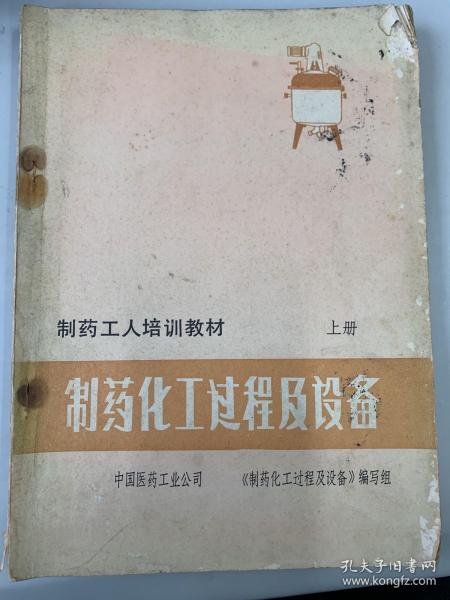 制药工人培训教材 上册
制药化工过程及设备
中国医药工业公司 《制药化工过程及设备》编写组
孔夫子旧书网
www.kongfz.com